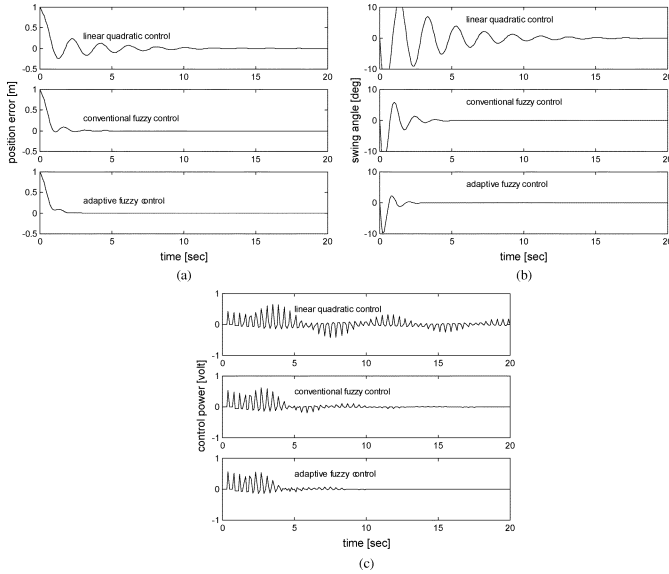 linear quadratic control
1
0.5
0
-0.5
0 5 10 15 20
conventional fuzzy control
1
0.5
0
-0.5
0 5 10 15 20
adaptive fuzzy control
1
0.5
0
-0.5
0 5 10 15 20
position error [m]
time [sec]
(a)
linear quadratic control
10
0
-10
0 5 10 15 20
conventional fuzzy control
10
0
-10
0 5 10 15 20
adaptive fuzzy control
10
0
-10
0 5 10 15 20
swing angle [deg]
time [sec]
(b)
linear quadratic control
1
0
-1
0 5 10 15 20
conventional fuzzy control
1
0
-1
0 5 10 15 20
adaptive fuzzy control
1
0
-1
0 5 10 15 20
control power [volt]
time [sec]
(c)